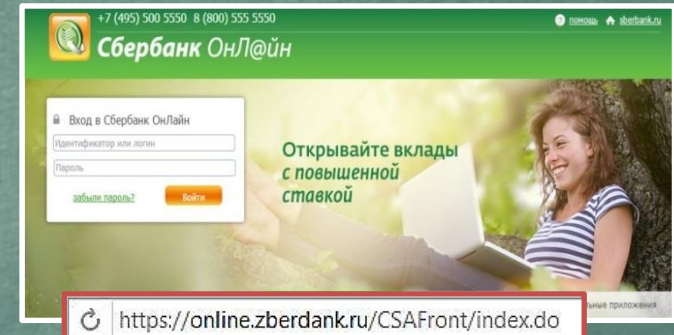 +7 (495) 500 5550 8 (800) 555 5550
помощь sberbank.ru
Сбербанк ОнЛ@йн
Вход в Сбербанк ОнЛайн
Идентификатор или логин
Пароль
забыли пароль?
Войти
Открывайте вклады
с повышенной
ставкой
приложения
https://online.zberdank.ru/CSAFront/index.do